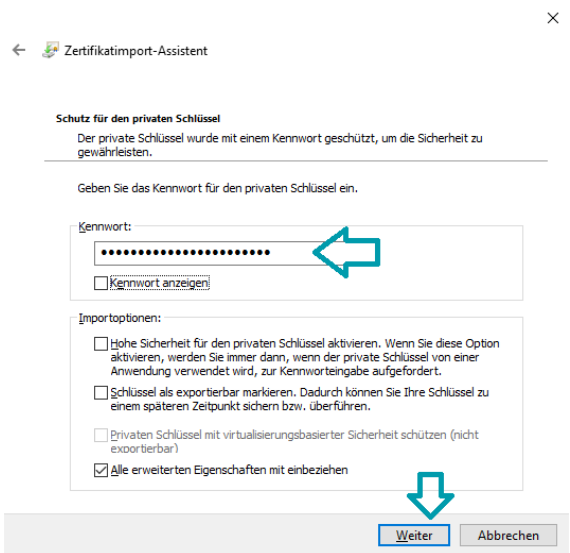 Zertifikatimport-Assistent
Schutz für den privaten Schlüssel
Der private Schlüssel wurde mit einem Kennwort geschützt, um die Sicherheit zu
gewährleisten.
Geben Sie das Kennwort für den privaten Schlüssel ein.
Kennwort:
•••••••••••••••••••••••
Kennwort anzeigen
Importoptionen:
Hohe Sicherheit für den privaten Schlüssel aktivieren. Wenn Sie diese Option
aktivieren, werden Sie immer dann, wenn der private Schlüssel von einer
Anwendung verwendet wird, zur Kennworteingabe aufgefordert.
Schlüssel als exportierbar markieren. Dadurch können Sie Ihre Schlüssel zu
einem späteren Zeitpunkt sichern bzw. überführen.
Privaten Schlüssel mit virtualisierungsbasierter Sicherheit schützen (nicht
exportierbar)
Alle erweiterten Eigenschaften mit einbeziehen
Weiter
Abbrechen